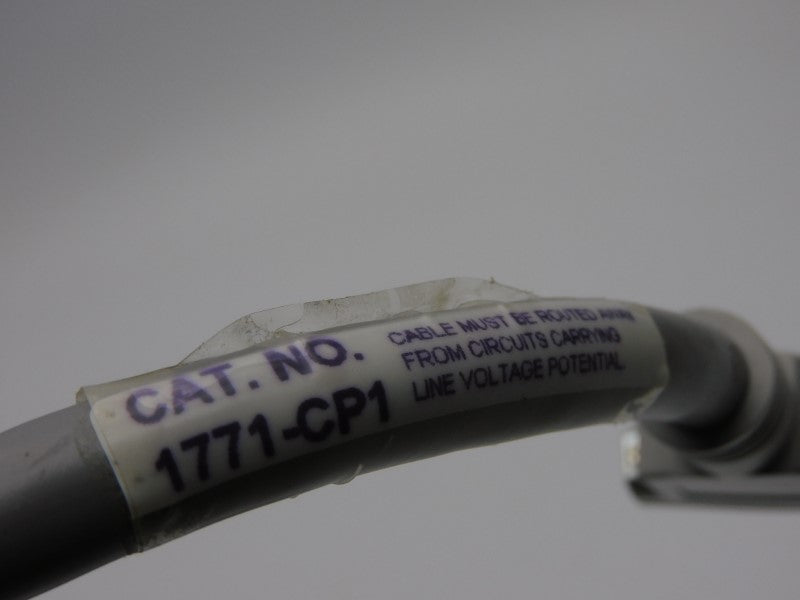 CAT. NO.
1771-CP1
CABLE MUST BE ROUTED AWAY
FROM CIRCUITS CARRYING
LINE VOLTAGE POTENTIAL.